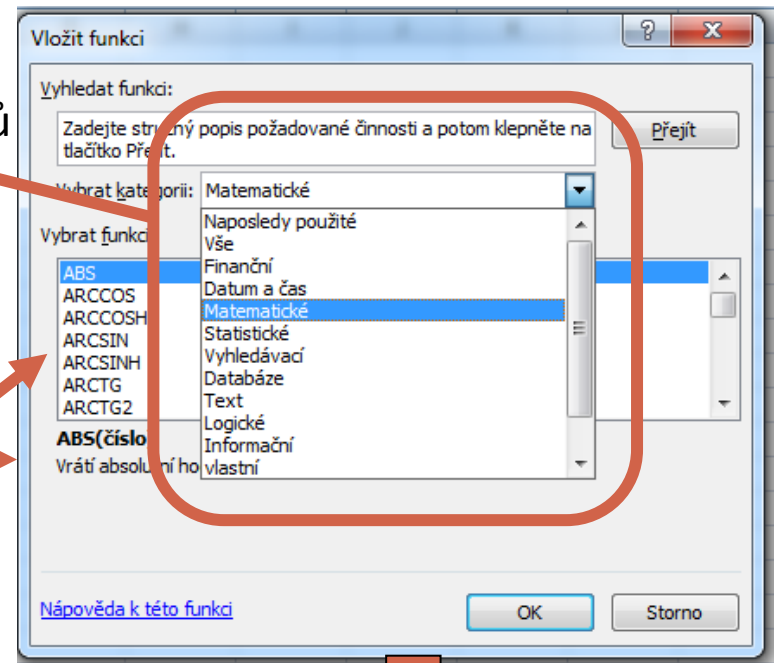 Vložit funkci
Vyhledat funkci:
ů
Zadejte stručný popis požadované činnosti a potom klepněte na
tlačítko Přejít.
Přejít
Vybrat kategorii: Matematické
Naposledy použité
Vybrat funkci
Vše
Finanční
ABS
Datum a čas
ARCCOS
Matematické
ARCCOSH
Statistické
ARCSIN
Vyhledávací
ARCSINH
Databáze
ARCTG
Text
ARCTG2
Logické
ABS(číslo)
Informační
Vrátí absolutní ho
vlastní
Nápověda k této funkci
OK
Storno